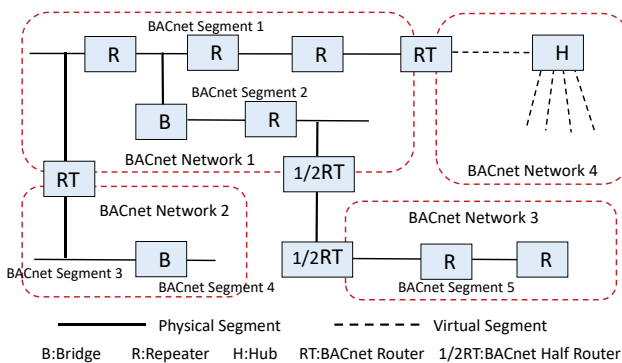 BACnet Segment 1
R
R
R
RT
H
BACnet Segment 2
B
R
BACnet Network 1
1/2RT
BACnet Network 4
RT
BACnet Network 2
BACnet Network 3
BACnet Segment 3
B
BACnet Segment 4
1/2RT
R
R
BACnet Segment 5
Physical Segment
Virtual Segment
B:Bridge R:Repeater H:Hub RT:BACnet Router 1/2RT:BACnet Half Router